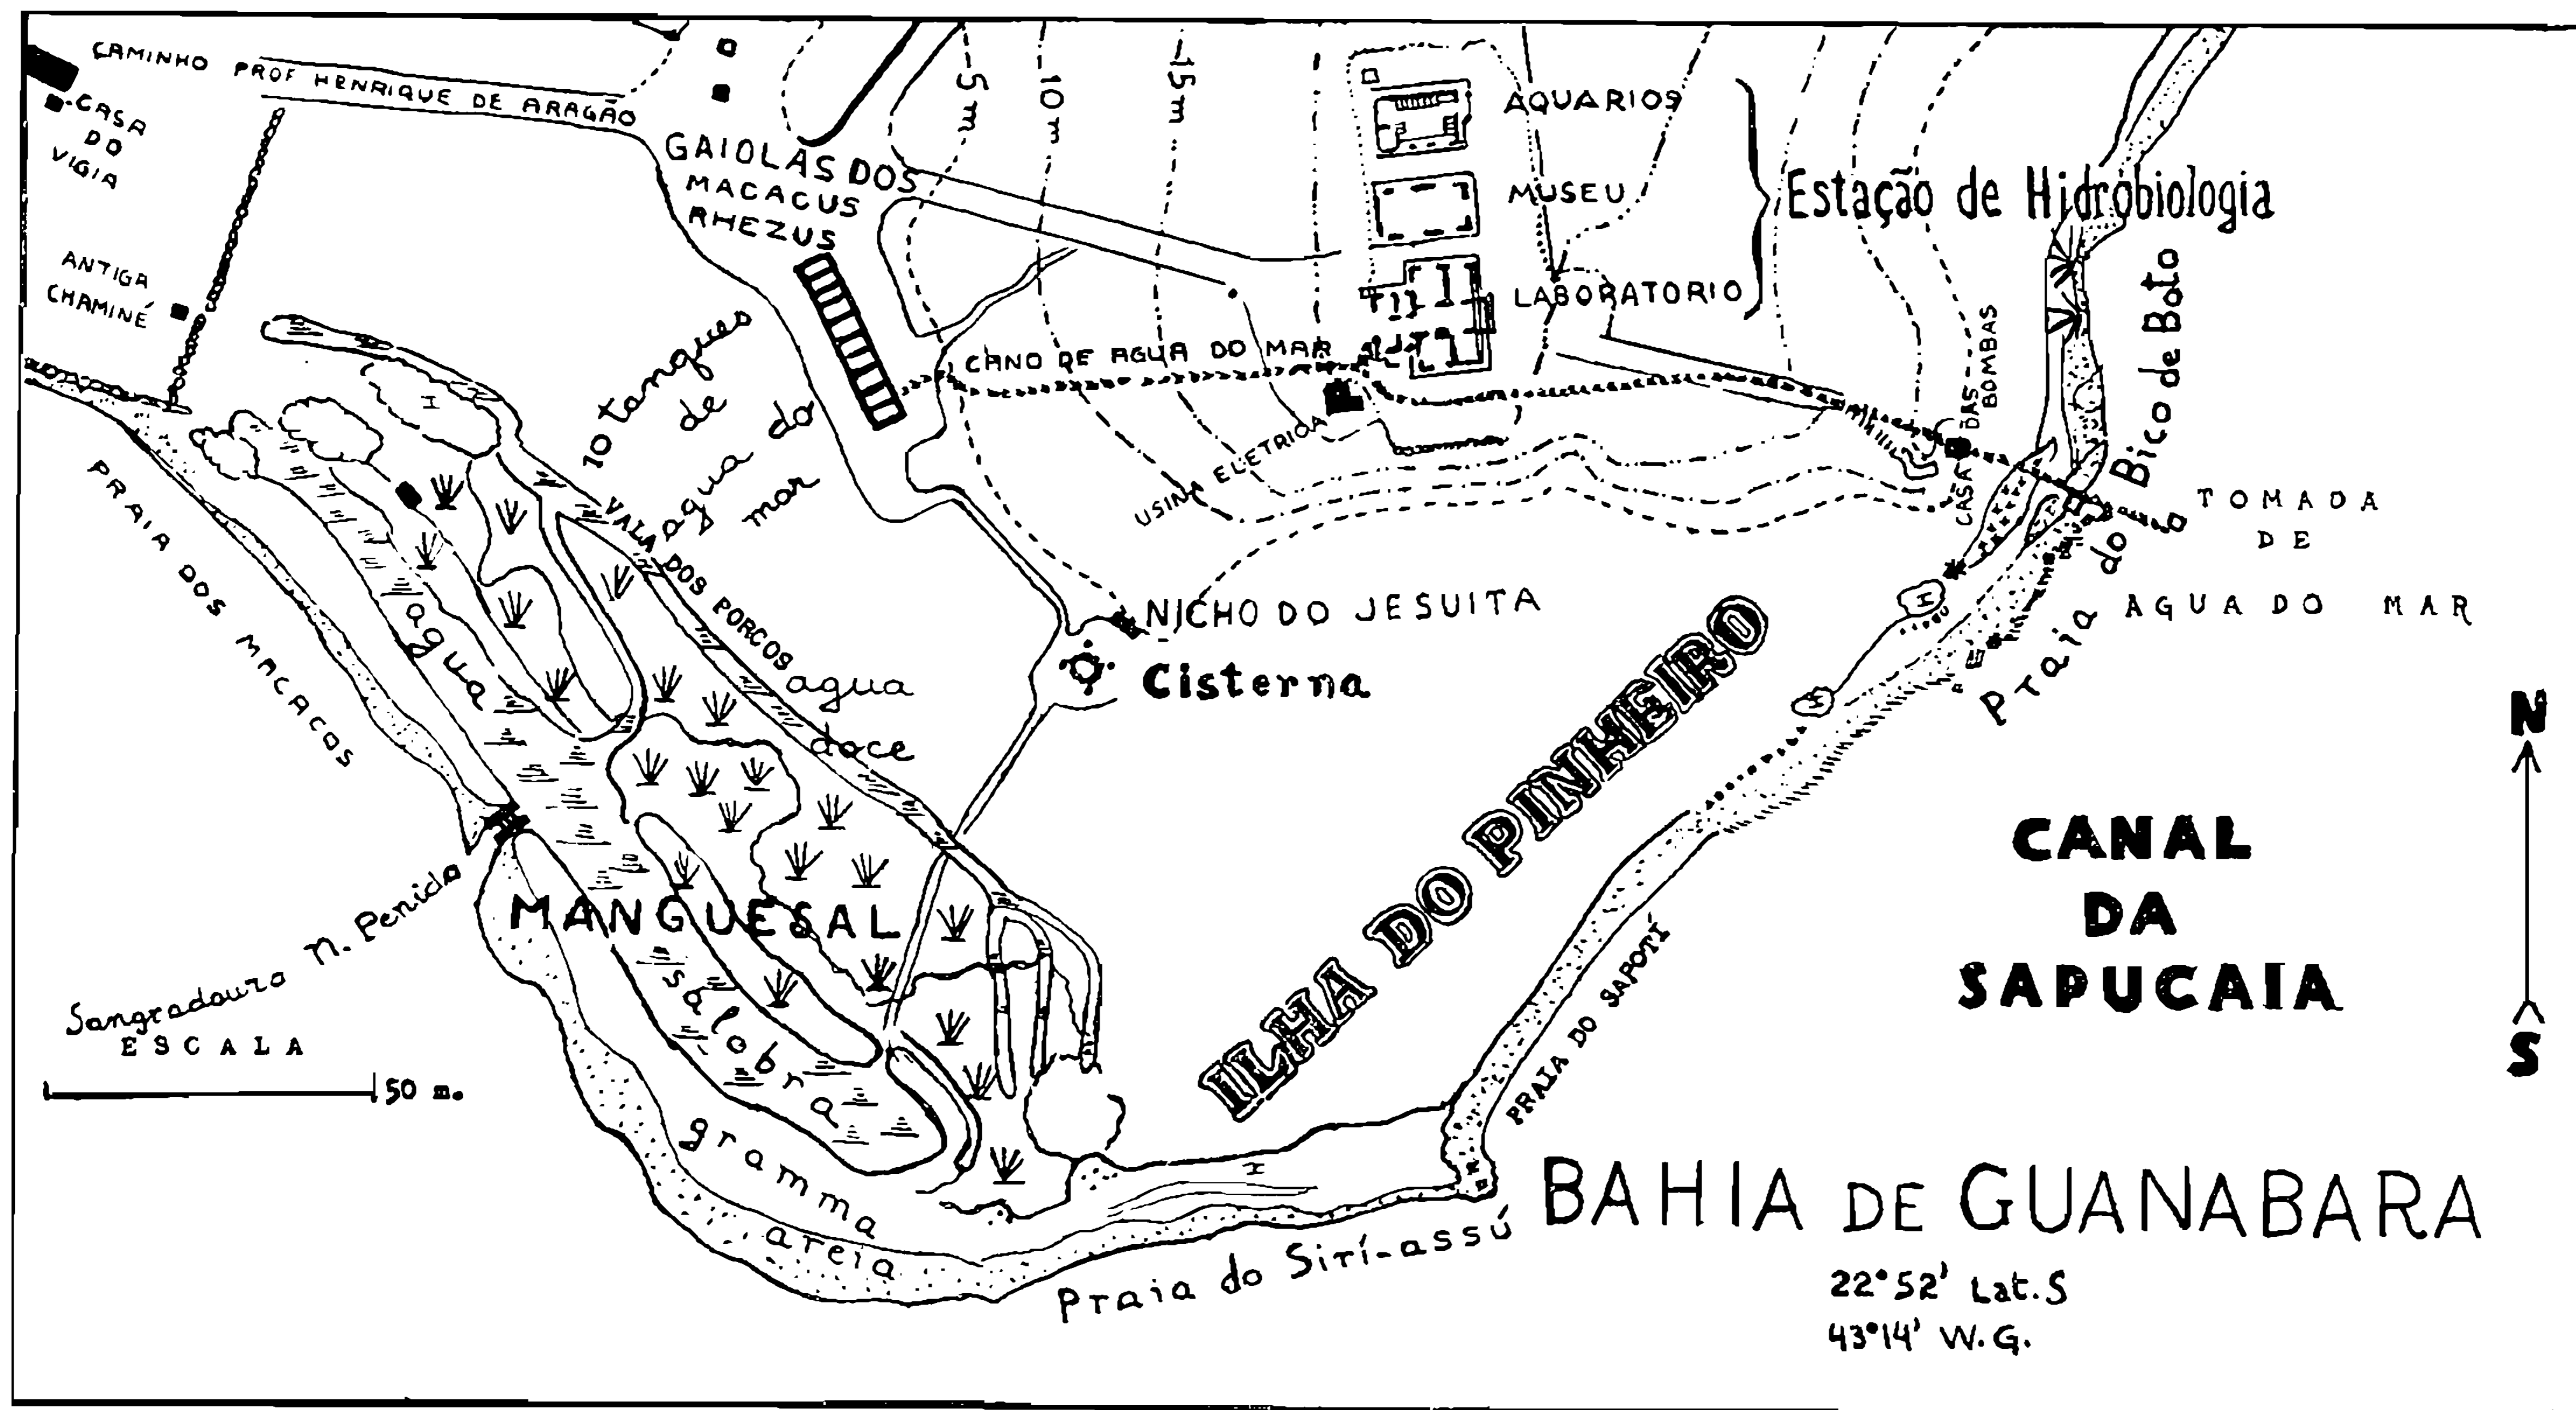 CAMINHO PROF HENRIQUE DE ARAGÃO
CASA
DO
VIGIA
ANTIGA
CHAMINÉ
GAIOLAS DOS
MACACUS
RHEZUS
5m
10m
15m
AQUARIOS
MUSEU
LABORATORIO
Estação de Hidrobiologia
10 tanques
de
agua do
mar
CANO DE AGUA DO MAR
USINA ELETRICA
CASA DAS BOMBAS
Praia do Bico de Boto
TOMADA
DE
AGUA DO MAR
PRAIA DOS MACACOS
VALA DOS PORCOS
agua
doce
NICHO DO JESUITA
Cisterna
ILHA DO PINHEIRO
N
S
CANAL
DA
SAPUCAIA
agua
salobra
MANGUESAL
Sangradouro N. Penido
ESCALA
50 m.
gramma
areia
PRAIA DO SAPOTÍ
Praia do Sirí-assú
BAHIA DE GUANABARA
22°52' Lat.S
43°14' W.G.